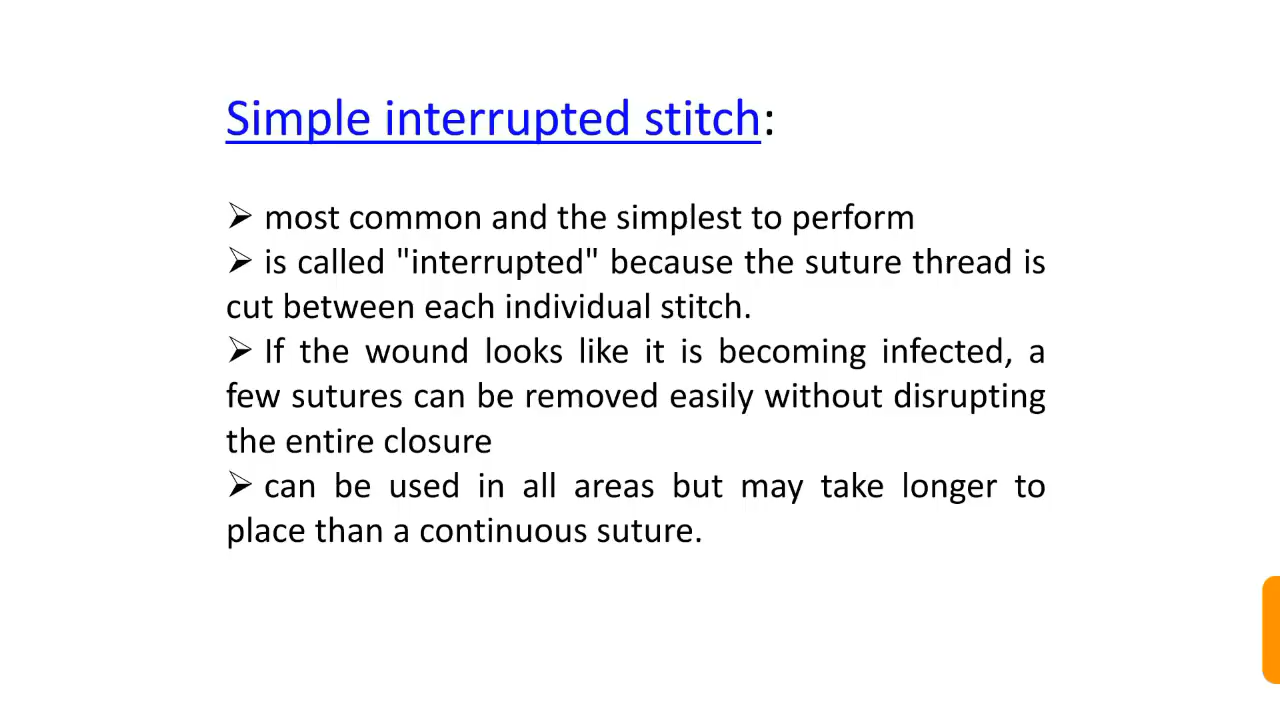 Simple interrupted stitch:
➢ most common and the simplest to perform
➢ is called "interrupted" because the suture thread is
cut between each individual stitch.
➢ If the wound looks like it is becoming infected, a
few sutures can be removed easily without disrupting
the entire closure
➢ can be used in all areas but may take longer to
place than a continuous suture.